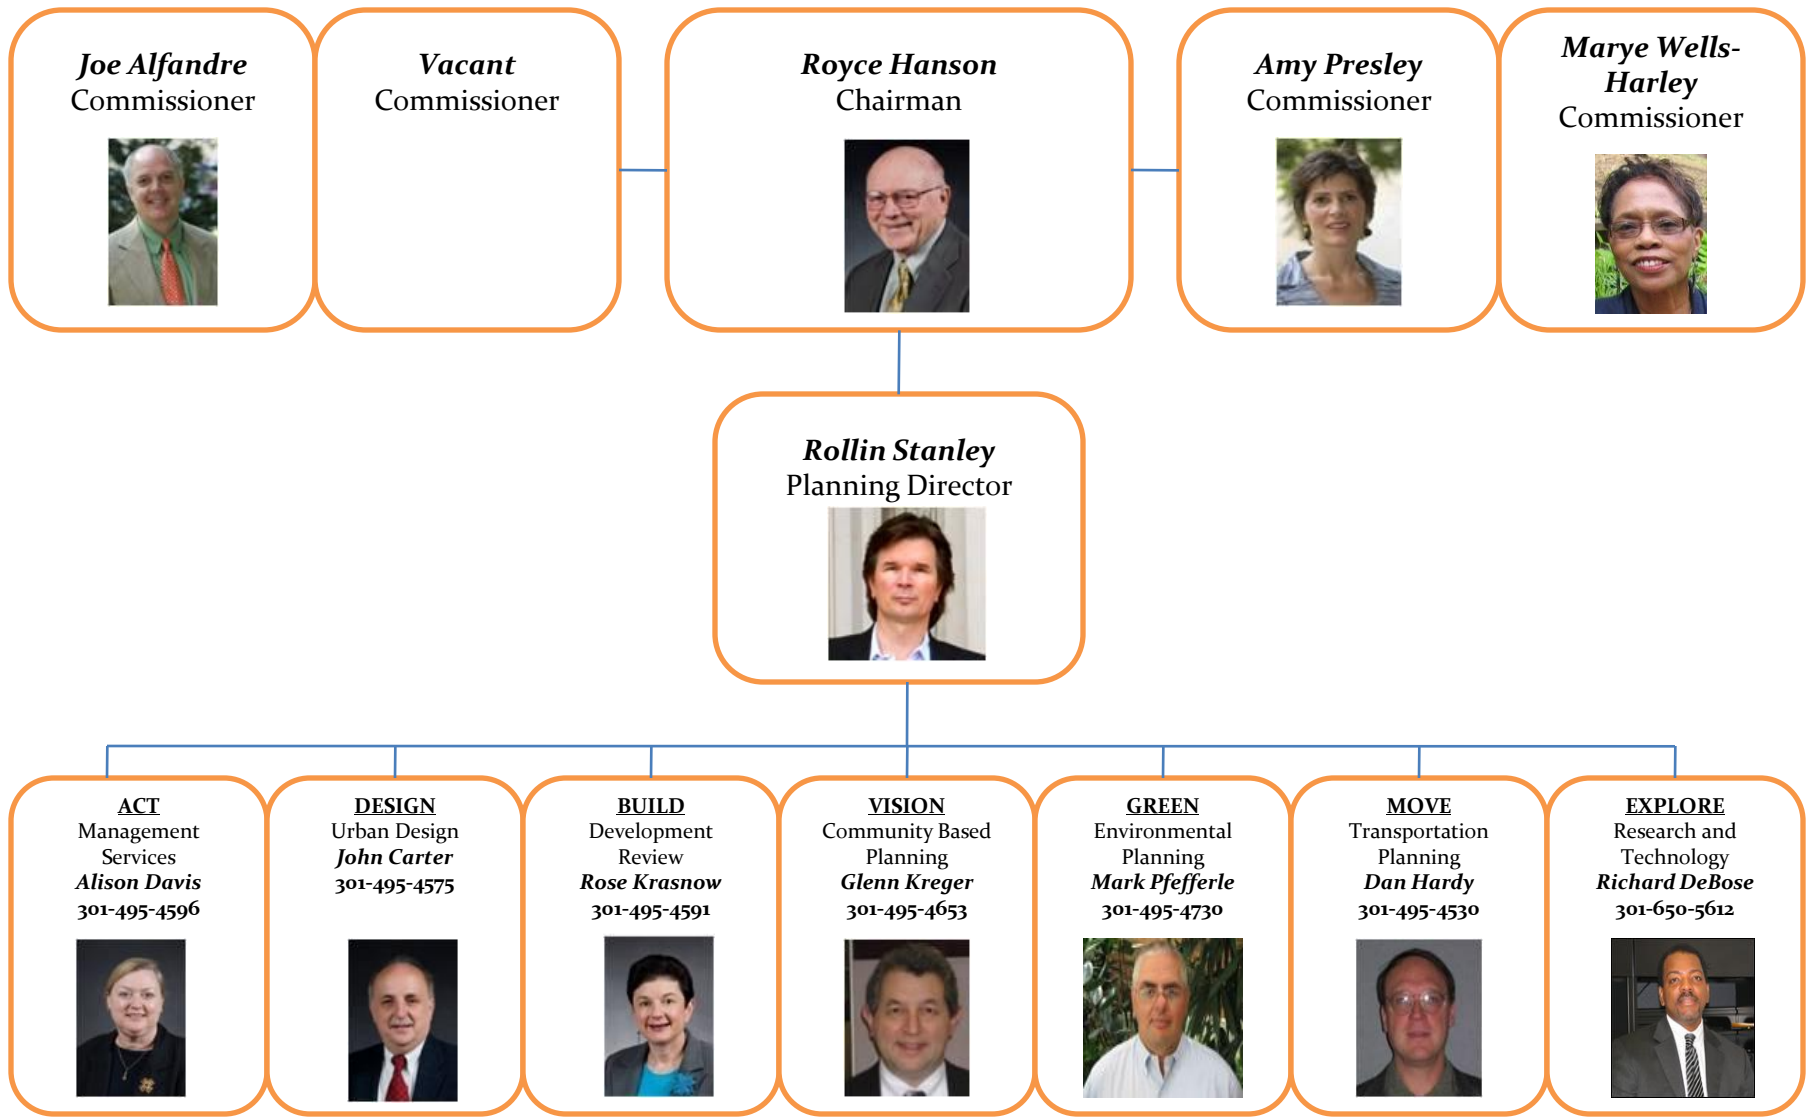 Joe Alfandre
Commissioner
Vacant
Commissioner
Royce Hanson
Chairman
Amy Presley
Commissioner
Marye Wells-
Harley
Commissioner
Rollin Stanley
Planning Director
ACT
Management
Services
Alison Davis
301-495-4596
DESIGN
Urban Design
John Carter
301-495-4575
BUILD
Development
Review
Rose Krasnow
301-495-4591
VISION
Community Based
Planning
Glenn Kreger
301-495-4653
GREEN
Environmental
Planning
Mark Pfefferle
301-495-4730
MOVE
Transportation
Planning
Dan Hardy
301-495-4530
EXPLORE
Research and
Technology
Richard DeBose
301-650-5612